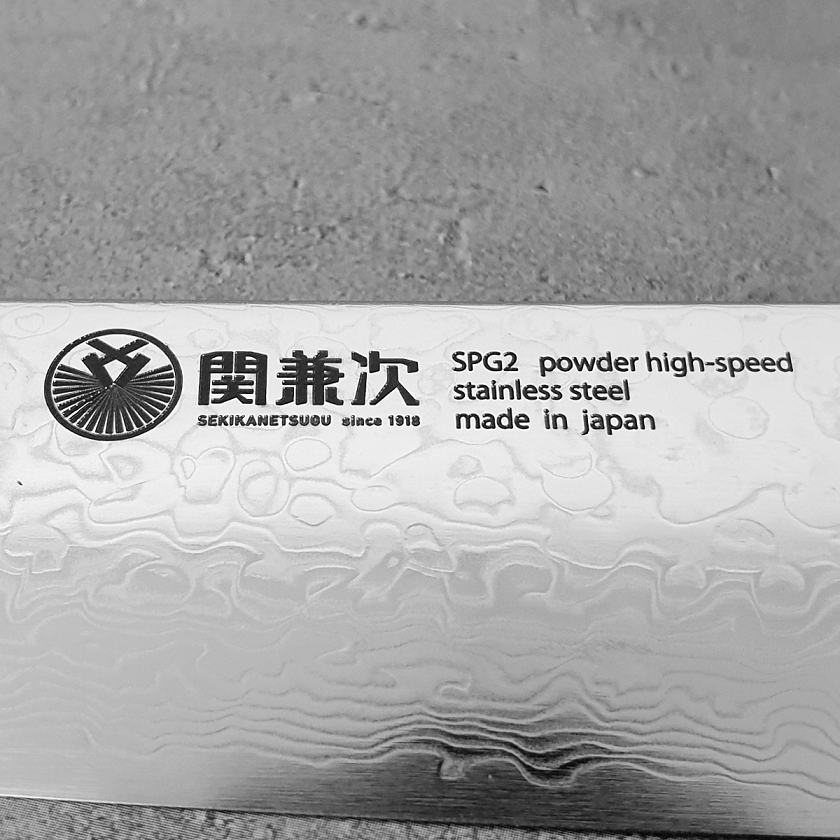 関兼次
SEKIKANETSUGU since 1918
SPG2 powder high-speed
stainless steel
made in japan